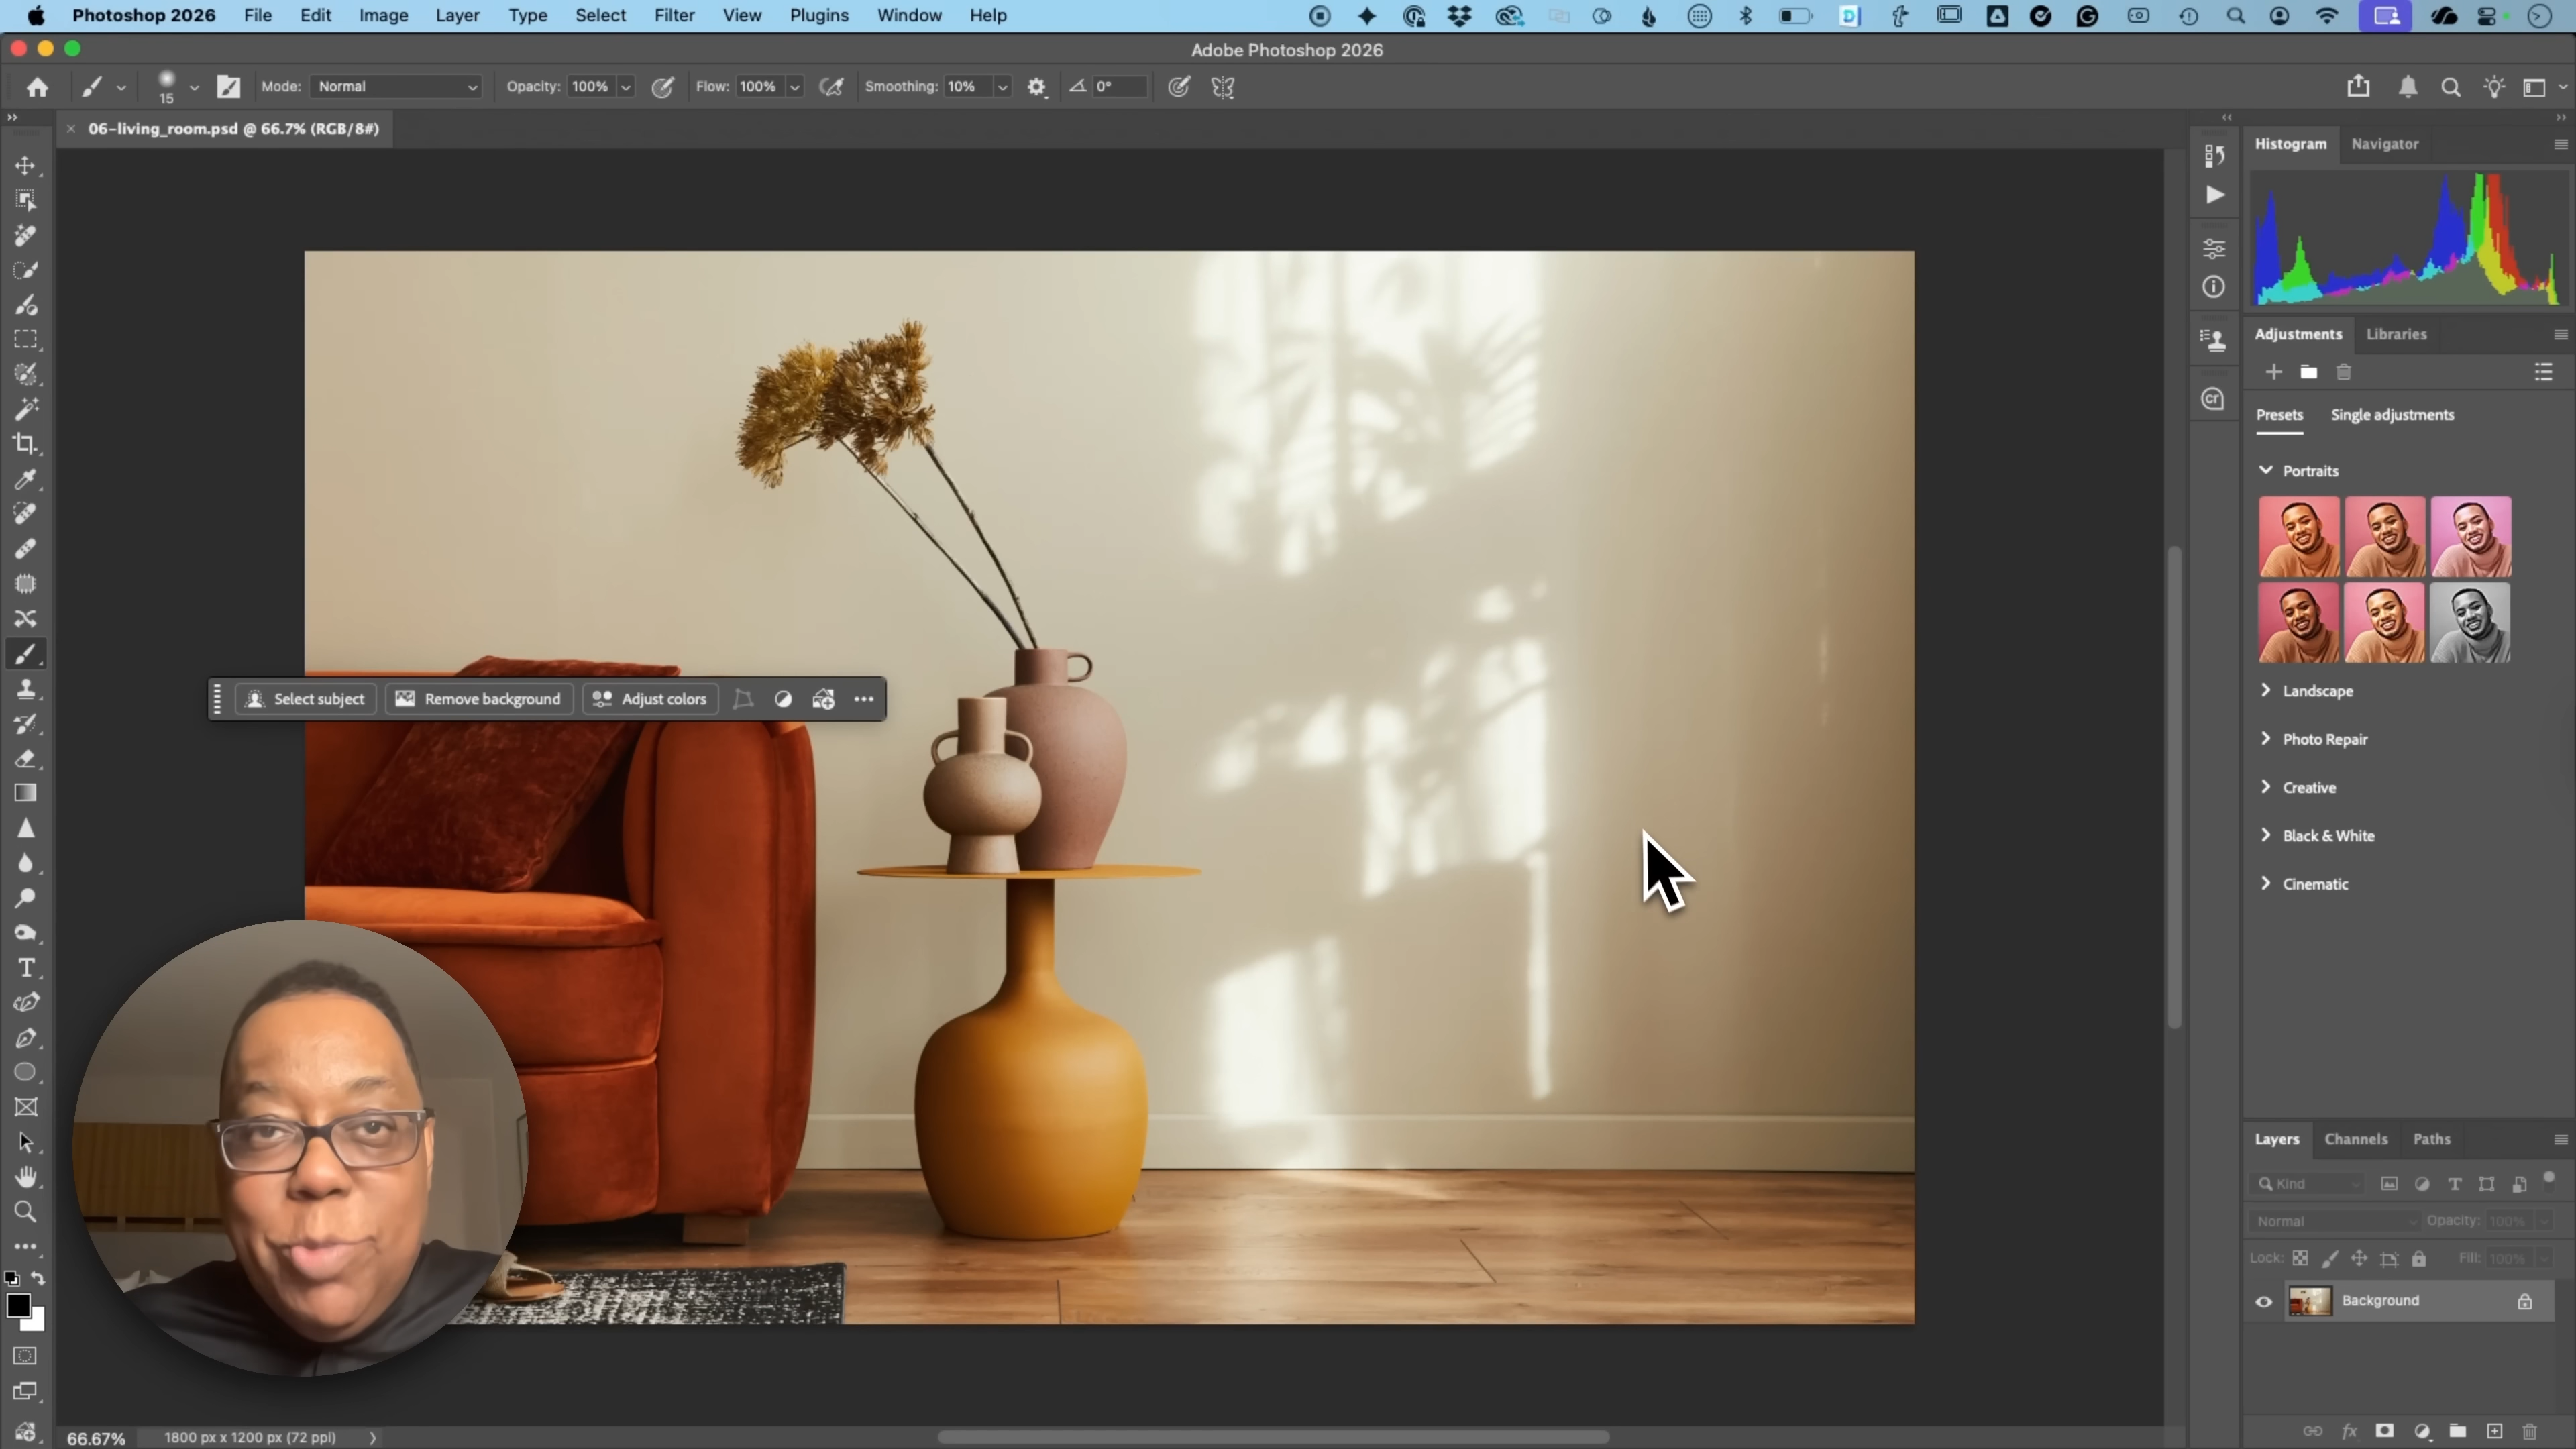 Photoshop 2026 File Edit Image Layer Type Select Filter View Plugins Window Help
Adobe Photoshop 2026
15 Mode: Normal Opacity: 100% Flow: 100% Smoothing: 10% 0°
06-living_room.psd @ 66.7% (RGB/8#)
Histogram Navigator
Adjustments Libraries
Presets Single adjustments
Portraits
Select subject Remove background Adjust colors
Landscape
Photo Repair
Creative
Black & White
Cinematic
Layers Channels Paths
Kind
Normal Opacity: 100%
Lock: Fill: 100%
Background
66.67% 1800 px x 1200 px (72 ppi)